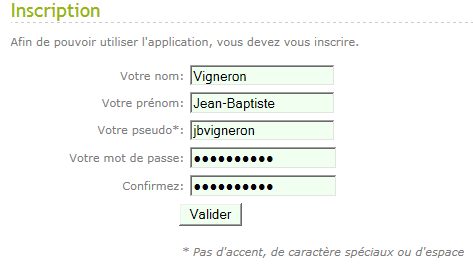 Inscription
Afin de pouvoir utiliser l'application, vous devez vous inscrire.
Votre nom: Vigneron
Votre prénom: Jean-Baptiste
Votre pseudo*: jbvigneron
Votre mot de passe: ●●●●●●●●●●
Confirmez: ●●●●●●●●●●
Valider
* Pas d'accent, de caractère spéciaux ou d'espace